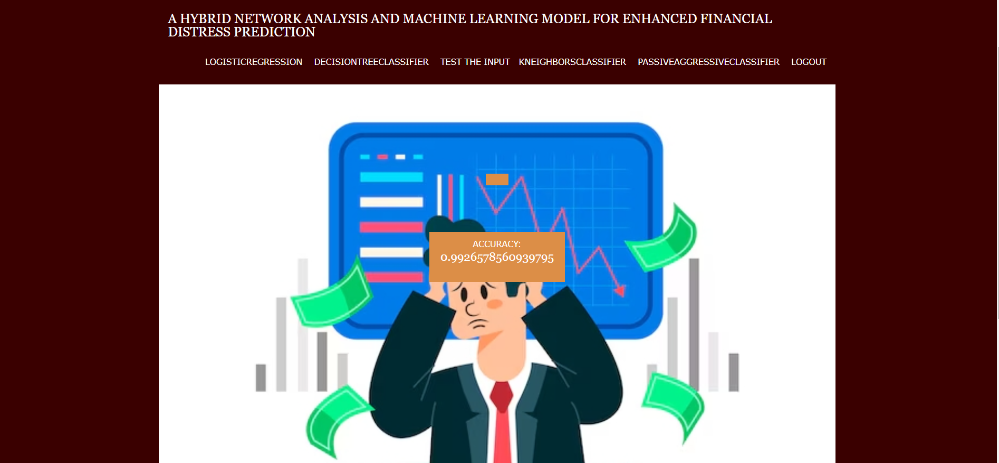 A HYBRID NETWORK ANALYSIS AND MACHINE LEARNING MODEL FOR ENHANCED FINANCIAL
DISTRESS PREDICTION
LOGISTICREGRESSION DECISIONTREECLASSIFIER TEST THE INPUT KNEIGHBORSCLASSIFIER PASSIVEAGGRESSIVECLASSIFIER LOGOUT
ACCURACY:
0.9926578560939795